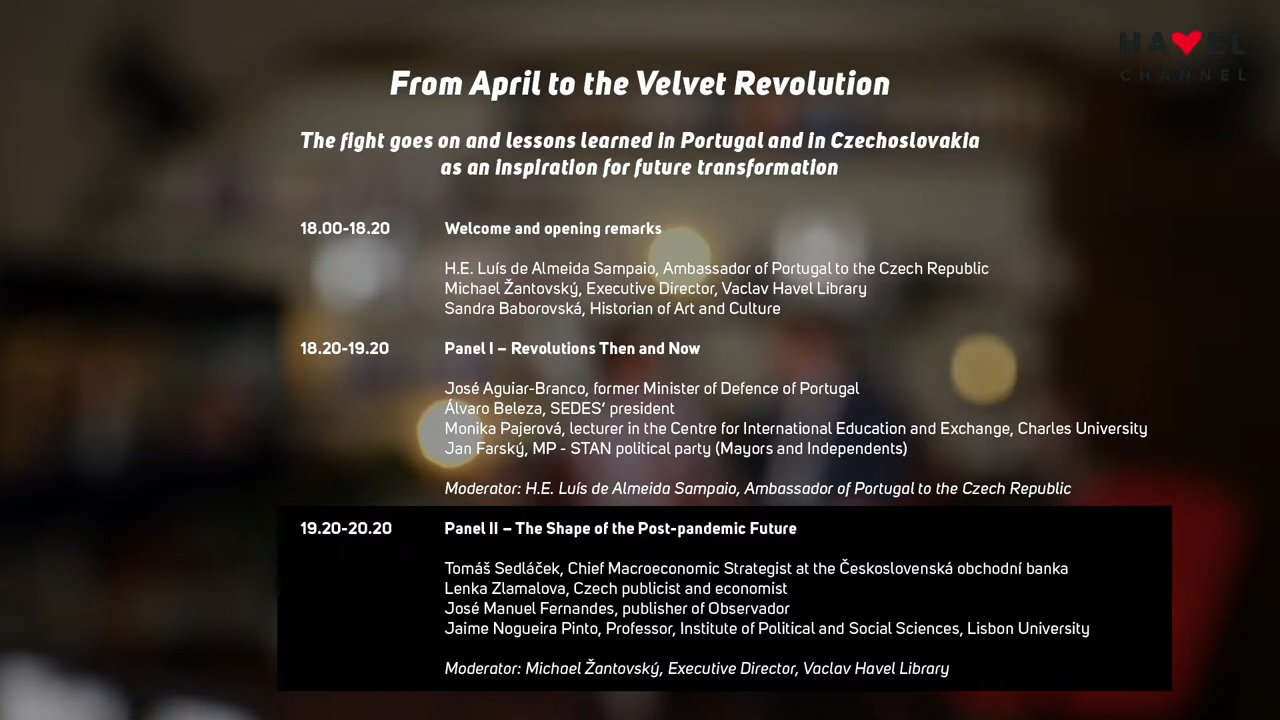 HAVEL
CHANNEL
From April to the Velvet Revolution
The fight goes on and lessons learned in Portugal and in Czechoslovakia
as an inspiration for future transformation
18.00-18.20 Welcome and opening remarks
H.E. Luís de Almeida Sampaio, Ambassador of Portugal to the Czech Republic
Michael Žantovský, Executive Director, Vaclav Havel Library
Sandra Baborovská, Historian of Art and Culture
18.20-19.20 Panel I – Revolutions Then and Now
José Aguiar-Branco, former Minister of Defence of Portugal
Álvaro Beleza, SEDES’ president
Monika Pajerová, lecturer in the Centre for International Education and Exchange, Charles University
Jan Farský, MP - STAN political party (Mayors and Independents)
Moderator: H.E. Luís de Almeida Sampaio, Ambassador of Portugal to the Czech Republic
19.20-20.20 Panel II – The Shape of the Post-pandemic Future
Tomáš Sedláček, Chief Macroeconomic Strategist at the Československá obchodní banka
Lenka Zlamalova, Czech publicist and economist
José Manuel Fernandes, publisher of Observador
Jaime Nogueira Pinto, Professor, Institute of Political and Social Sciences, Lisbon University
Moderator: Michael Žantovský, Executive Director, Vaclav Havel Library